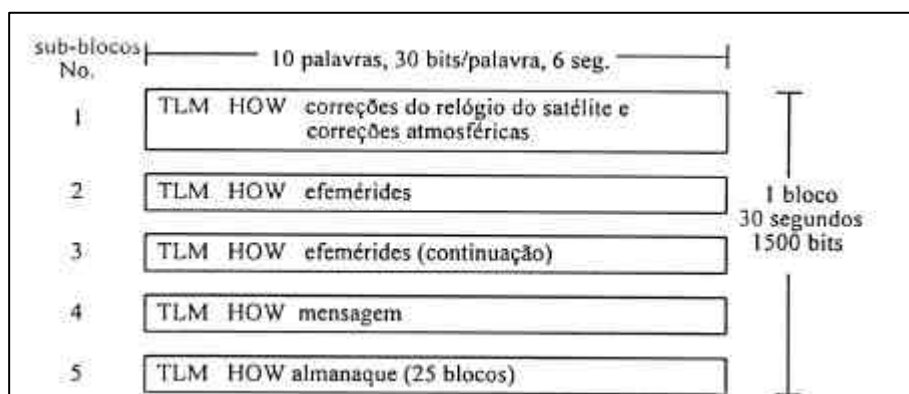 sub-blocos
No.
10 palavras, 30 bits/palavra, 6 seg.
1
TLM HOW correções do relógio do satélite e
correções atmosféricas
2
TLM HOW efemérides
3
TLM HOW efemérides (continuação)
4
TLM HOW mensagem
5
TLM HOW almanaque (25 blocos)
1 bloco
30 segundos
1500 bits